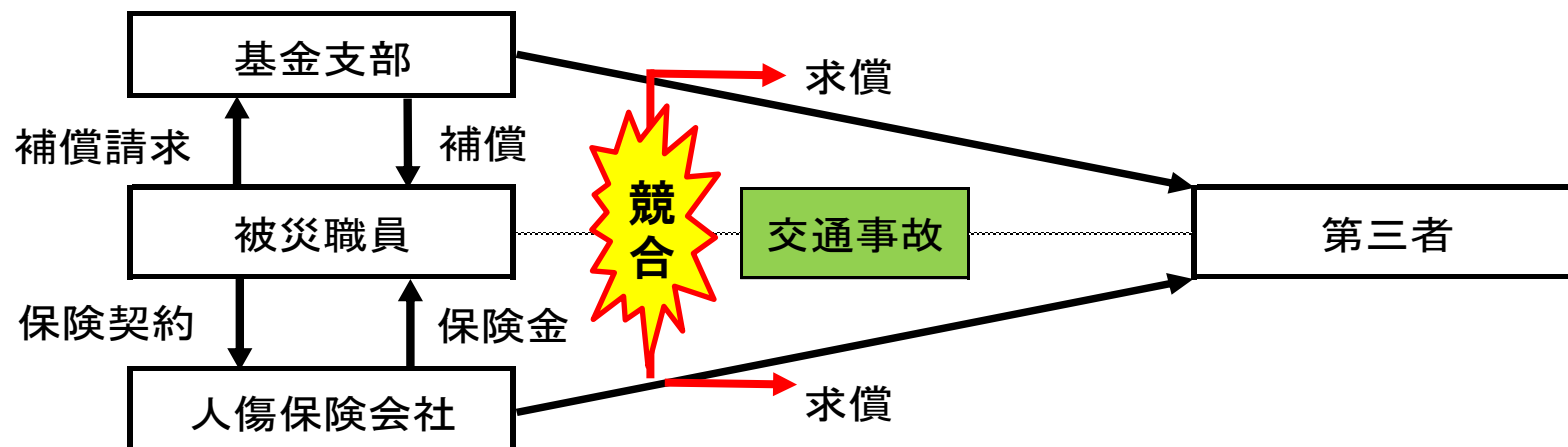 基金支部
求償
補償請求
補償
競合
被災職員
交通事故
第三者
保険契約
保険金
人傷保険会社
求償